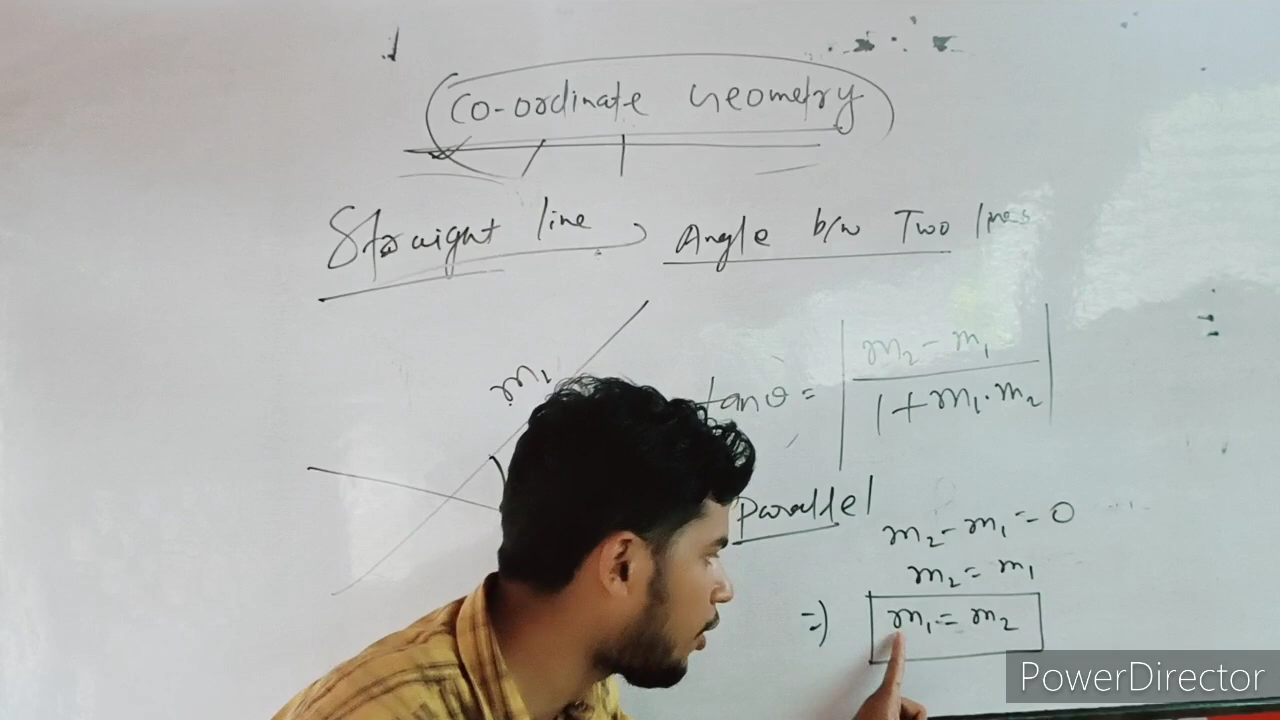 Co-ordinate Geometry
Straight line, Angle b/w Two lines
m₁
tanθ = | (m₂ - m₁) / (1 + m₁.m₂) |
Parallel
m₂ - m₁ = 0
m₂ = m₁
=) m₁ = m₂
PowerDirector